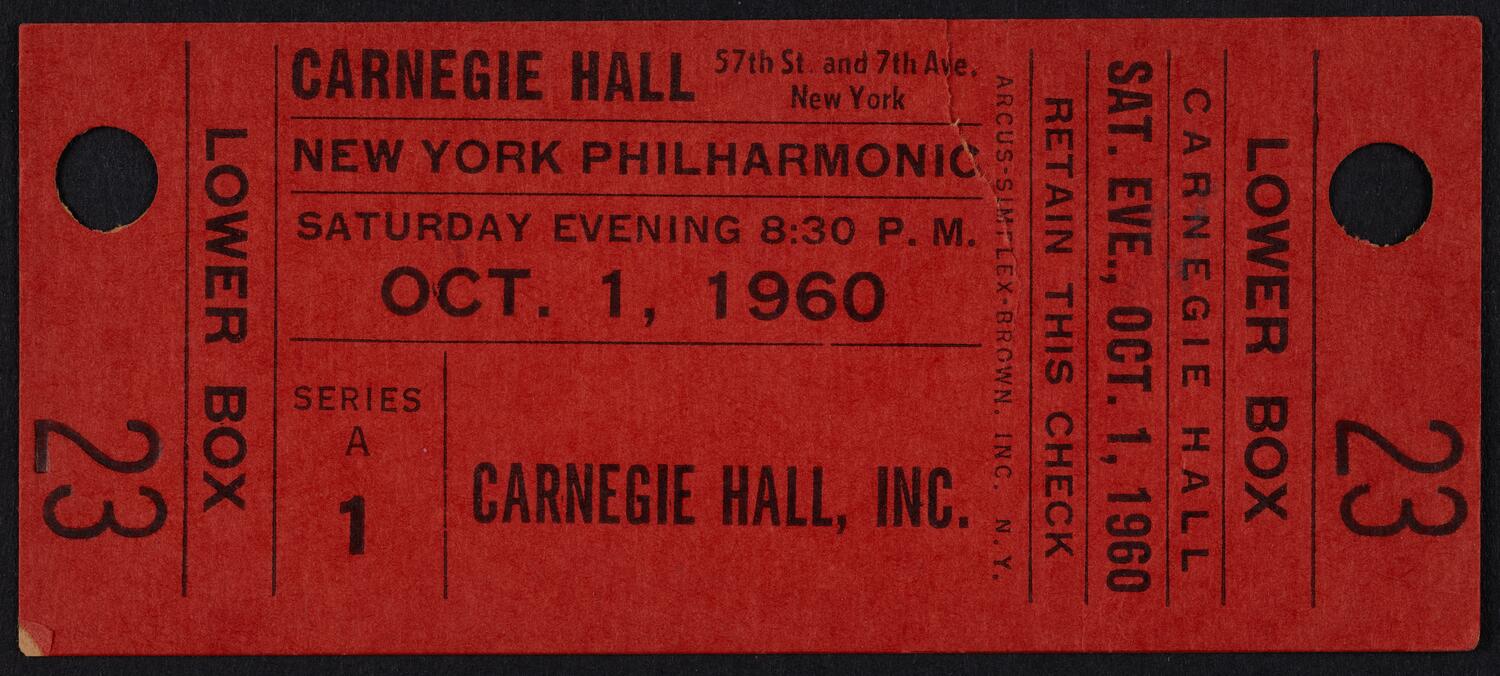 23
LOWER BOX
CARNEGIE HALL
57th St. and 7th Ave.
New York
NEW YORK PHILHARMONIC
SATURDAY EVENING 8:30 P. M.
OCT. 1, 1960
SERIES
A
1
CARNEGIE HALL, INC.
ARCUS-SIMPLEX-BROWN, INC. N.Y.
RETAIN THIS CHECK
SAT. EVE., OCT. 1, 1960
CARNEGIE HALL
LOWER BOX
23